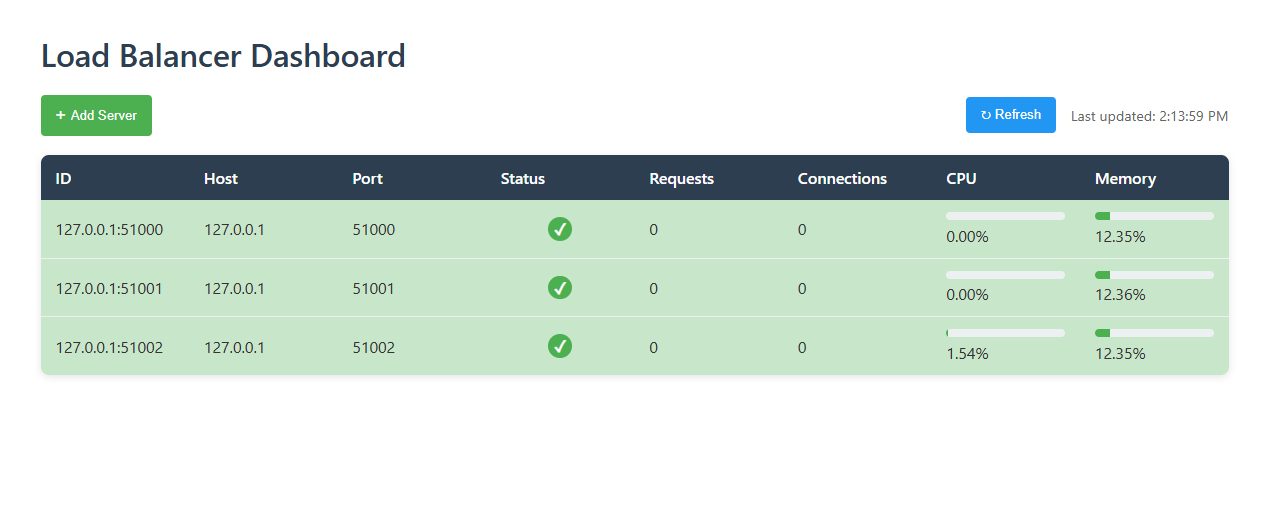 Load Balancer Dashboard
+ Add Server
↻ Refresh Last updated: 2:13:59 PM
ID Host Port Status Requests Connections CPU Memory
127.0.0.1:51000 127.0.0.1 51000 ✓ 0 0 0.00% 12.35%
127.0.0.1:51001 127.0.0.1 51001 ✓ 0 0 0.00% 12.36%
127.0.0.1:51002 127.0.0.1 51002 ✓ 0 0 1.54% 12.35%